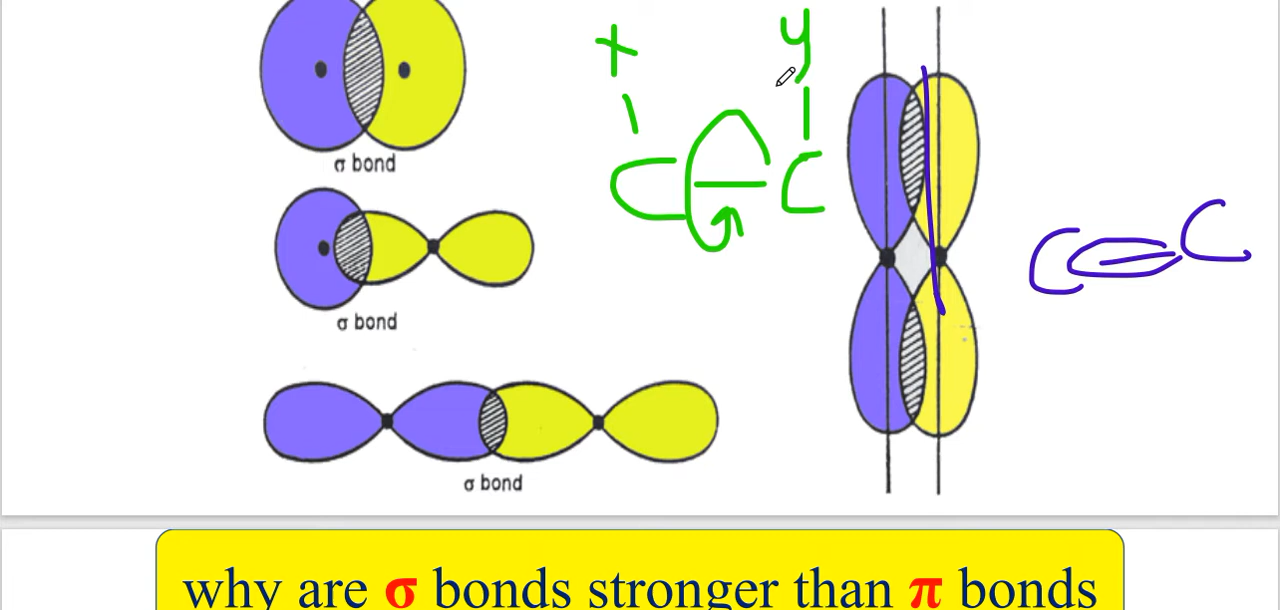 x y
C C
σ bond
C C
σ bond
σ bond
why are σ bonds stronger than π bonds